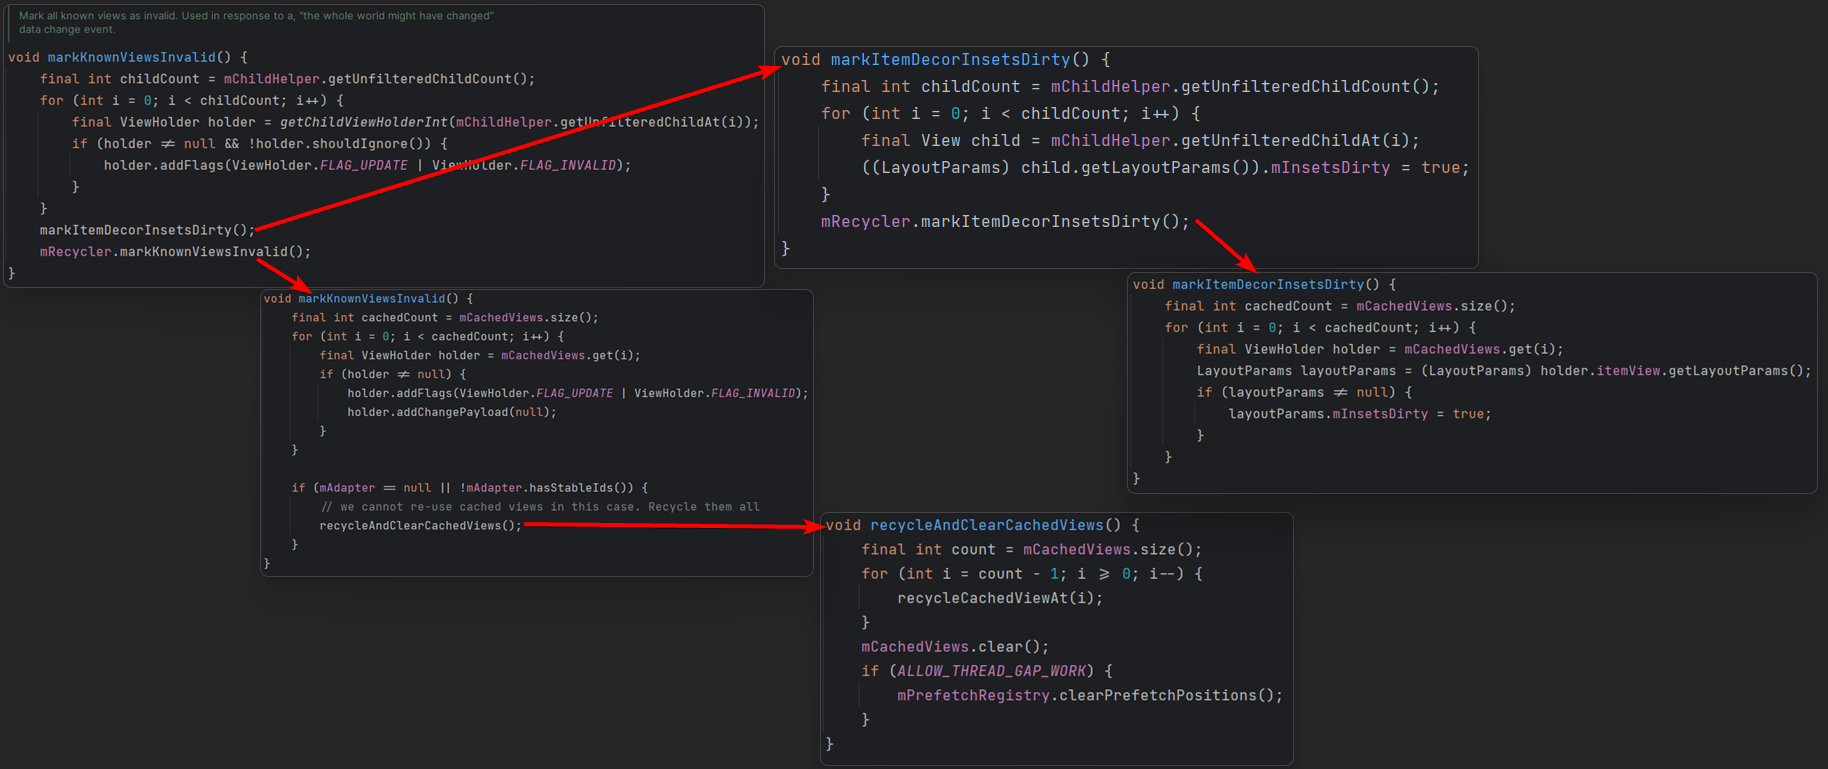 Mark all known views as invalid. Used in response to a, "the whole world might have changed"
data change event.
void markKnownViewsInvalid() {
    final int childCount = mChildHelper.getUnfilteredChildCount();
    for (int i = 0; i < childCount; i++) {
        final ViewHolder holder = getChildViewHolderInt(mChildHelper.getUnfilteredChildAt(i));
        if (holder ≠ null && !holder.shouldIgnore()) {
            holder.addFlags(ViewHolder.FLAG_UPDATE | ViewHolder.FLAG_INVALID);
        }
    }
    markItemDecorInsetsDirty();
    mRecycler.markKnownViewsInvalid();
}
void markItemDecorInsetsDirty() {
    final int childCount = mChildHelper.getUnfilteredChildCount();
    for (int i = 0; i < childCount; i++) {
        final View child = mChildHelper.getUnfilteredChildAt(i);
        ((LayoutParams) child.getLayoutParams()).mInsetsDirty = true;
    }
    mRecycler.markItemDecorInsetsDirty();
}
void markItemDecorInsetsDirty() {
    final int cachedCount = mCachedViews.size();
    for (int i = 0; i < cachedCount; i++) {
        final ViewHolder holder = mCachedViews.get(i);
        LayoutParams layoutParams = (LayoutParams) holder.itemView.getLayoutParams();
        if (layoutParams ≠ null) {
            layoutParams.mInsetsDirty = true;
        }
    }
}
void markKnownViewsInvalid() {
    final int cachedCount = mCachedViews.size();
    for (int i = 0; i < cachedCount; i++) {
        final ViewHolder holder = mCachedViews.get(i);
        if (holder ≠ null) {
            holder.addFlags(ViewHolder.FLAG_UPDATE | ViewHolder.FLAG_INVALID);
            holder.addChangePayload(null);
        }
    }
    if (mAdapter == null || !mAdapter.hasStableIds()) {
        // we cannot re-use cached views in this case. Recycle them all
        recycleAndClearCachedViews();
    }
}
void recycleAndClearCachedViews() {
    final int count = mCachedViews.size();
    for (int i = count - 1; i ⩾ 0; i--) {
        recycleCachedViewAt(i);
    }
    mCachedViews.clear();
    if (ALLOW_THREAD_GAP_WORK) {
        mPrefetchRegistry.clearPrefetchPositions();
    }
}